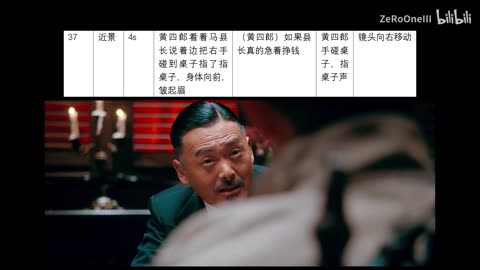 ZeRoOneIII bilibili
37 近景 4s 黄四郎看着马县 （黄四郎）如果县 黄四郎 镜头向右移动
长说着边把右手 长真的急着挣钱 手碰桌
碰到桌子指了指 子．指
桌子．身体向前． 桌子声
皱起眉